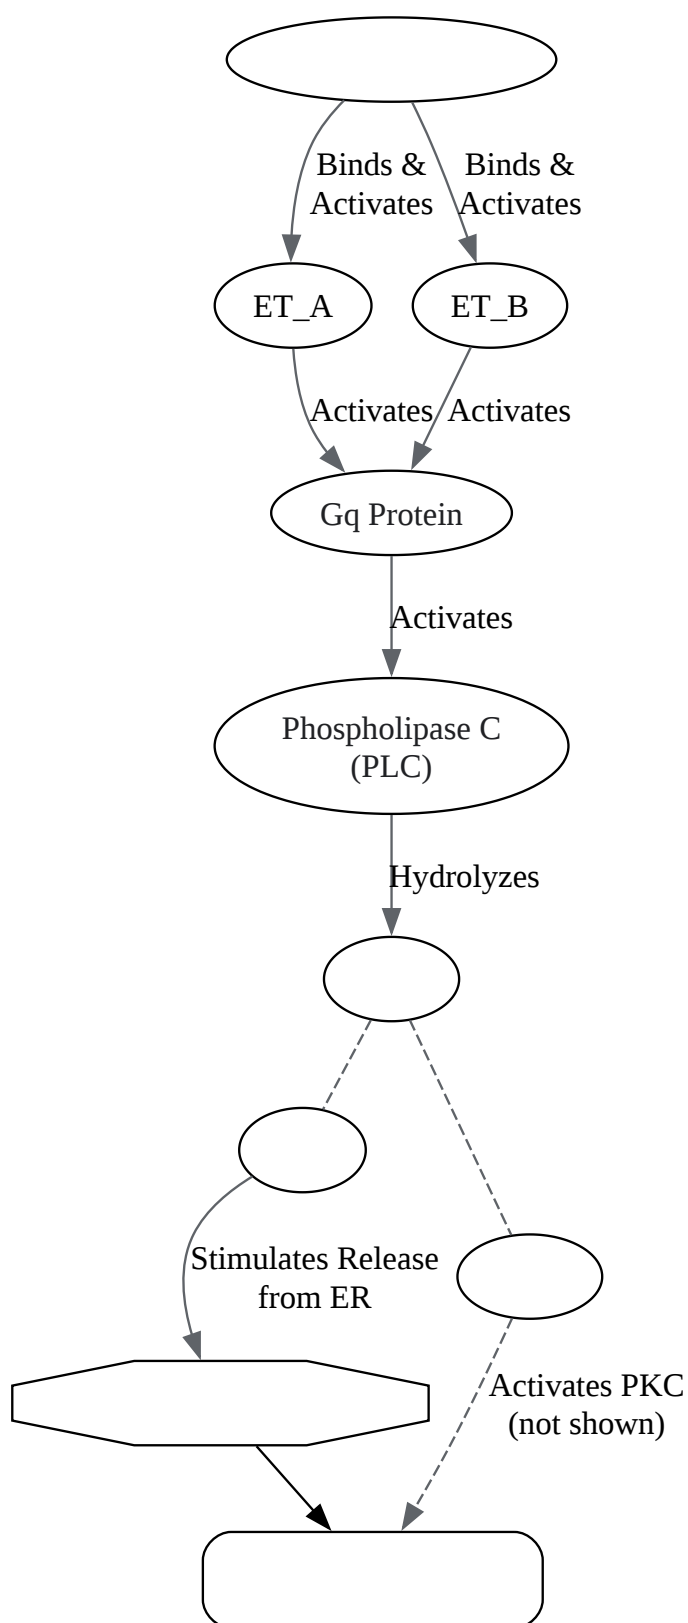 Binds &
Activates
Binds &
Activates
ET_A
ET_B
Activates
Activates
Gq Protein
Activates
Phospholipase C
(PLC)
Hydrolyzes
Stimulates Release
from ER
Activates PKC
(not shown)